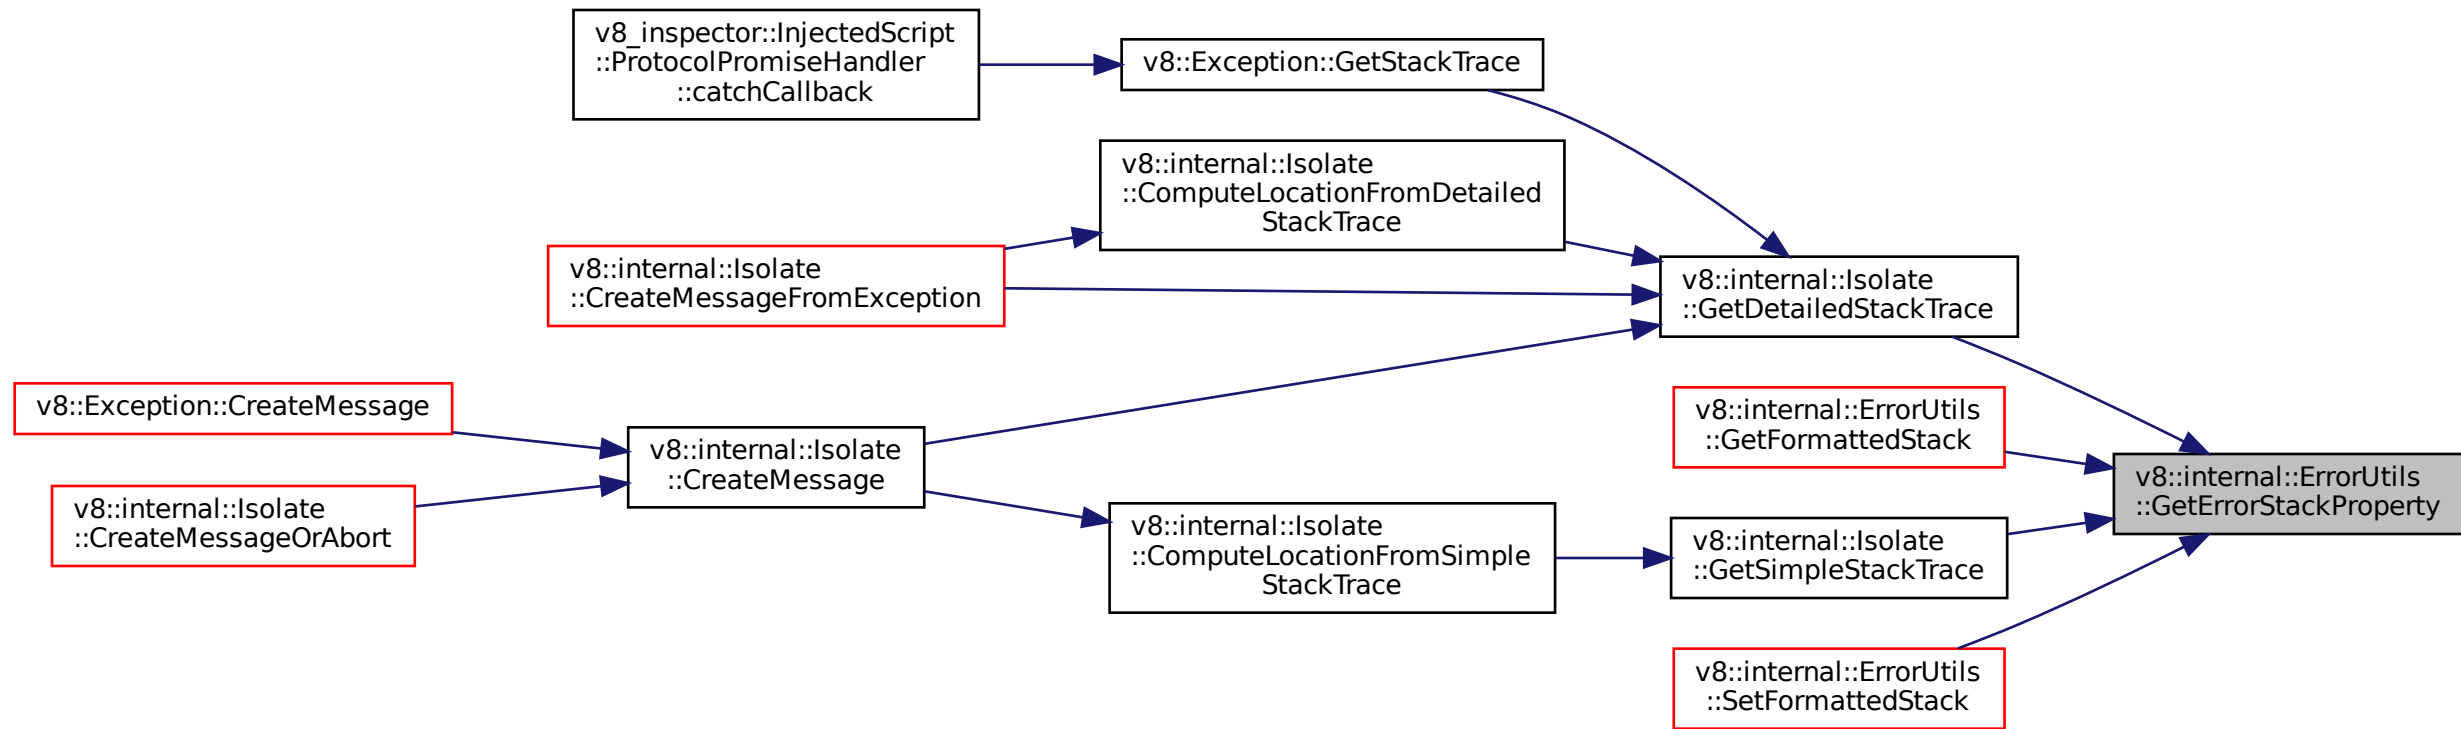 v8_inspector::InjectedScript
::ProtocolPromiseHandler
::catchCallback
v8::Exception::GetStackTrace
v8::internal::Isolate
::ComputeLocationFromDetailed
StackTrace
v8::internal::Isolate
::CreateMessageFromException
v8::internal::Isolate
::GetDetailedStackTrace
v8::Exception::CreateMessage
v8::internal::Isolate
::CreateMessage
v8::internal::ErrorUtils
::GetFormattedStack
v8::internal::ErrorUtils
::GetErrorStackProperty
v8::internal::Isolate
::CreateMessageOrAbort
v8::internal::Isolate
::ComputeLocationFromSimple
StackTrace
v8::internal::Isolate
::GetSimpleStackTrace
v8::internal::ErrorUtils
::SetFormattedStack